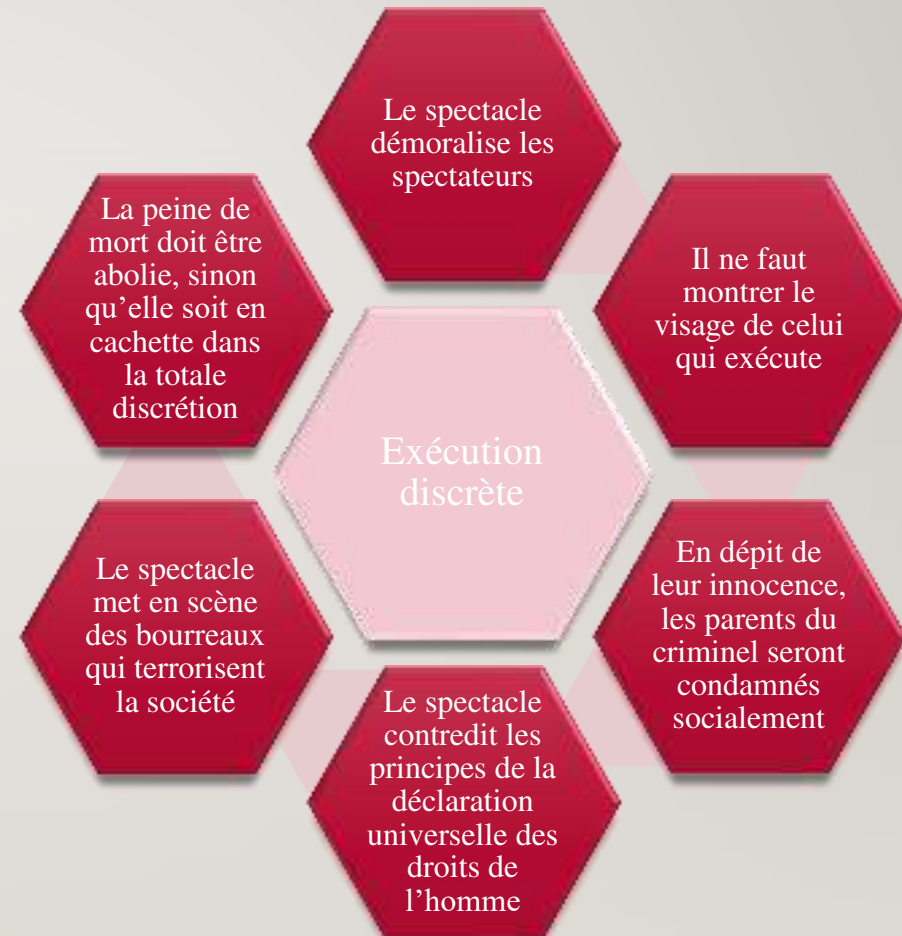 Le spectacle
démoralise les
spectateurs
Il ne faut
montrer le
visage de celui
qui exécute
En dépit de
leur innocence,
les parents du
criminel seront
condamnés
socialement
Le spectacle
contredit les
principes de la
déclaration
universelle des
droits de
l’homme
Le spectacle
met en scène
des bourreaux
qui terrorisent
la société
La peine de
mort doit être
abolie, sinon
qu’elle soit en
cachette dans
la totale
discrétion
Exécution
discrète